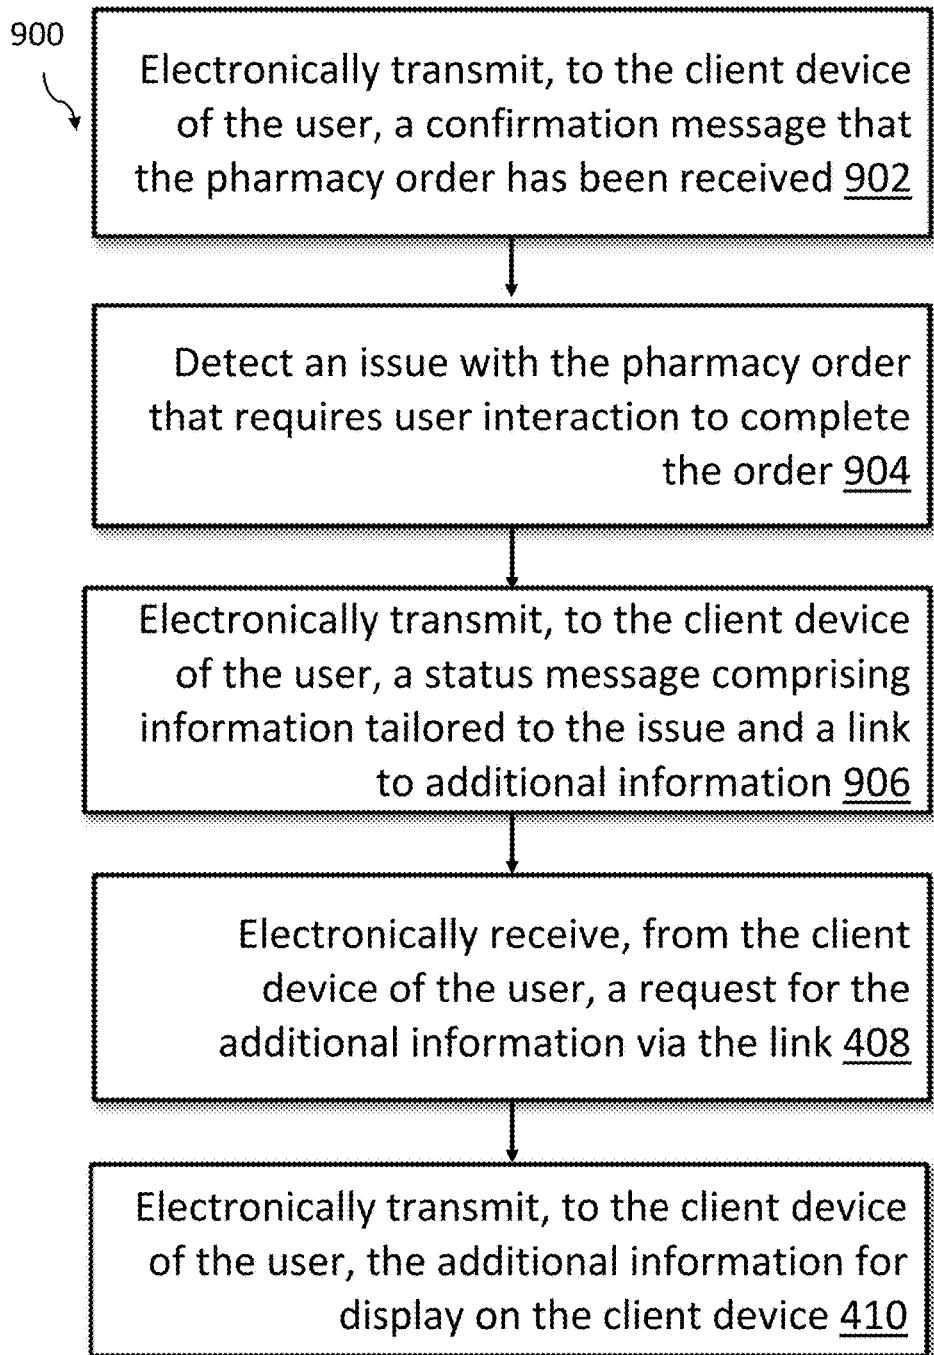 900
Electronically transmit, to the client device
of the user, a confirmation message that
the pharmacy order has been received 902
Detect an issue with the pharmacy order
that requires user interaction to complete
the order 904
Electronically transmit, to the client device
of the user, a status message comprising
information tailored to the issue and a link
to additional information 906
Electronically receive, from the client
device of the user, a request for the
additional information via the link 408
Electronically transmit, to the client device
of the user, the additional information for
display on the client device 410